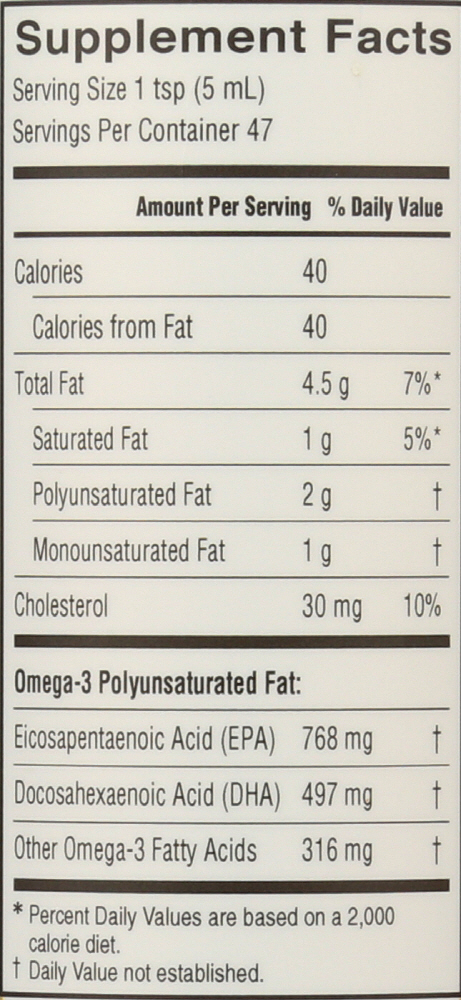 Supplement Facts
Serving Size 1 tsp (5 mL)
Servings Per Container 47
Amount Per Serving % Daily Value
Calories 40
Calories from Fat 40
Total Fat 4.5 g 7%*
Saturated Fat 1 g 5%*
Polyunsaturated Fat 2 g †
Monounsaturated Fat 1 g †
Cholesterol 30 mg 10%
Omega-3 Polyunsaturated Fat:
Eicosapentaenoic Acid (EPA) 768 mg †
Docosahexaenoic Acid (DHA) 497 mg †
Other Omega-3 Fatty Acids 316 mg †
* Percent Daily Values are based on a 2,000
calorie diet.
† Daily Value not established.